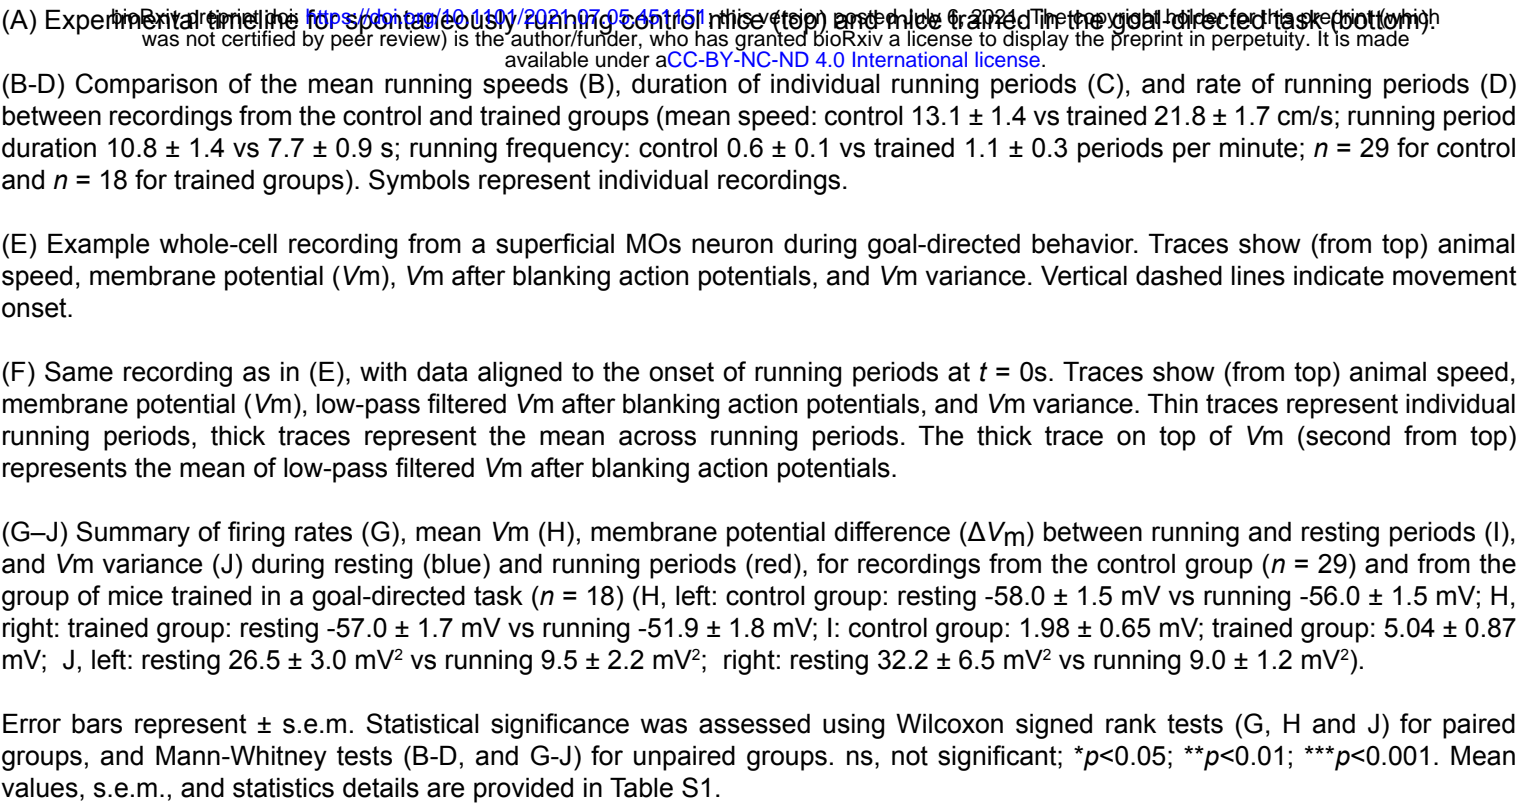 (A) Experimental timeline for spontaneously running control mice (top) and mice trained in the goal-directed task (bottom).
bioRxiv preprint doi: https://doi.org/10.1101/2021.07.05.451151; this version posted July 6, 2021. The copyright holder for this preprint (which
was not certified by peer review) is the author/funder, who has granted bioRxiv a license to display the preprint in perpetuity. It is made
available under aCC-BY-NC-ND 4.0 International license.
(B-D) Comparison of the mean running speeds (B), duration of individual running periods (C), and rate of running periods (D)
between recordings from the control and trained groups (mean speed: control 13.1 ± 1.4 vs trained 21.8 ± 1.7 cm/s; running period
duration 10.8 ± 1.4 vs 7.7 ± 0.9 s; running frequency: control 0.6 ± 0.1 vs trained 1.1 ± 0.3 periods per minute; n = 29 for control
and n = 18 for trained groups). Symbols represent individual recordings.
(E) Example whole-cell recording from a superficial MOs neuron during goal-directed behavior. Traces show (from top) animal
speed, membrane potential (Vm), Vm after blanking action potentials, and Vm variance. Vertical dashed lines indicate movement
onset.
(F) Same recording as in (E), with data aligned to the onset of running periods at t = 0s. Traces show (from top) animal speed,
membrane potential (Vm), low-pass filtered Vm after blanking action potentials, and Vm variance. Thin traces represent individual
running periods, thick traces represent the mean across running periods. The thick trace on top of Vm (second from top)
represents the mean of low-pass filtered Vm after blanking action potentials.
(G–J) Summary of firing rates (G), mean Vm (H), membrane potential difference (ΔVm) between running and resting periods (I),
and Vm variance (J) during resting (blue) and running periods (red), for recordings from the control group (n = 29) and from the
group of mice trained in a goal-directed task (n = 18) (H, left: control group: resting -58.0 ± 1.5 mV vs running -56.0 ± 1.5 mV; H,
right: trained group: resting -57.0 ± 1.7 mV vs running -51.9 ± 1.8 mV; I: control group: 1.98 ± 0.65 mV; trained group: 5.04 ± 0.87
mV; J, left: resting 26.5 ± 3.0 mV² vs running 9.5 ± 2.2 mV²; right: resting 32.2 ± 6.5 mV² vs running 9.0 ± 1.2 mV²).
Error bars represent ± s.e.m. Statistical significance was assessed using Wilcoxon signed rank tests (G, H and J) for paired
groups, and Mann-Whitney tests (B-D, and G-J) for unpaired groups. ns, not significant; *p<0.05; **p<0.01; ***p<0.001. Mean
values, s.e.m., and statistics details are provided in Table S1.